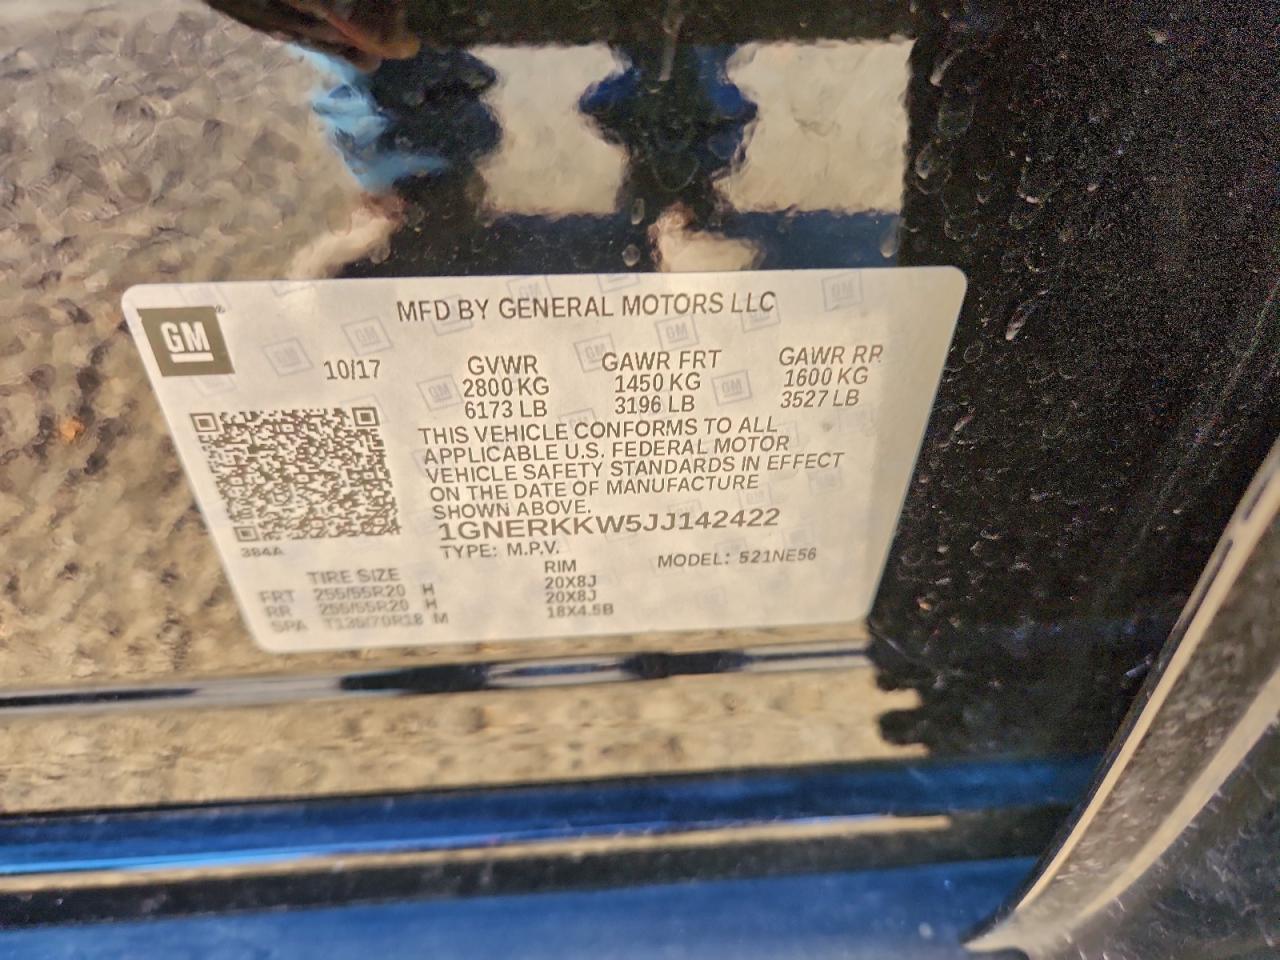 MFD BY GENERAL MOTORS LLC
GM
10/17 GVWR GAWR FRT GAWR RR
2800 KG 1450 KG 1600 KG
6173 LB 3196 LB 3527 LB
THIS VEHICLE CONFORMS TO ALL
APPLICABLE U.S. FEDERAL MOTOR
VEHICLE SAFETY STANDARDS IN EFFECT
ON THE DATE OF MANUFACTURE
SHOWN ABOVE.
1GNERKKW5JJ142422
384A
TYPE: M.P.V. MODEL: 521NE56
TIRE SIZE RIM
FRT 255/55R20 H 20X8J
RR 255/55R20 H 20X8J
SPA T135/70R18 M 18X4.5B